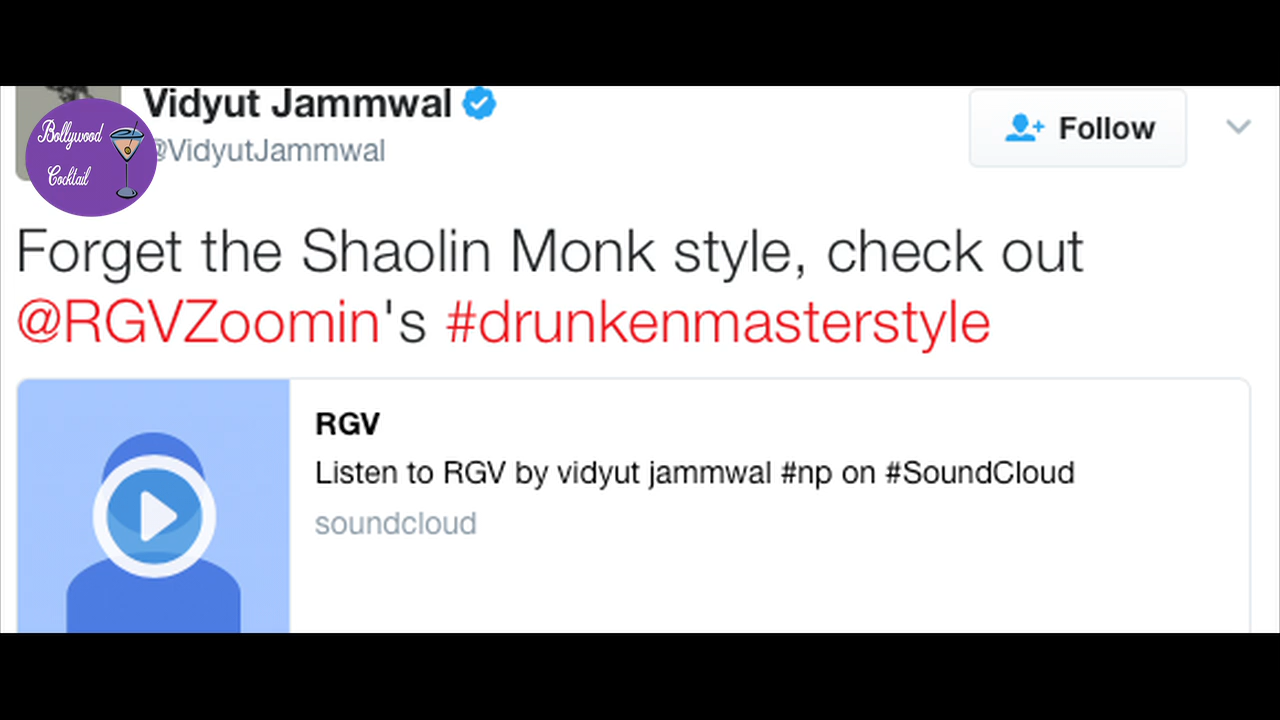 Vidyut Jammwal
@VidyutJammwal
Follow
Bollywood
Cocktail
Forget the Shaolin Monk style, check out
@RGVZoomin's #drunkenmasterstyle
RGV
Listen to RGV by vidyut jammwal #np on #SoundCloud
soundcloud